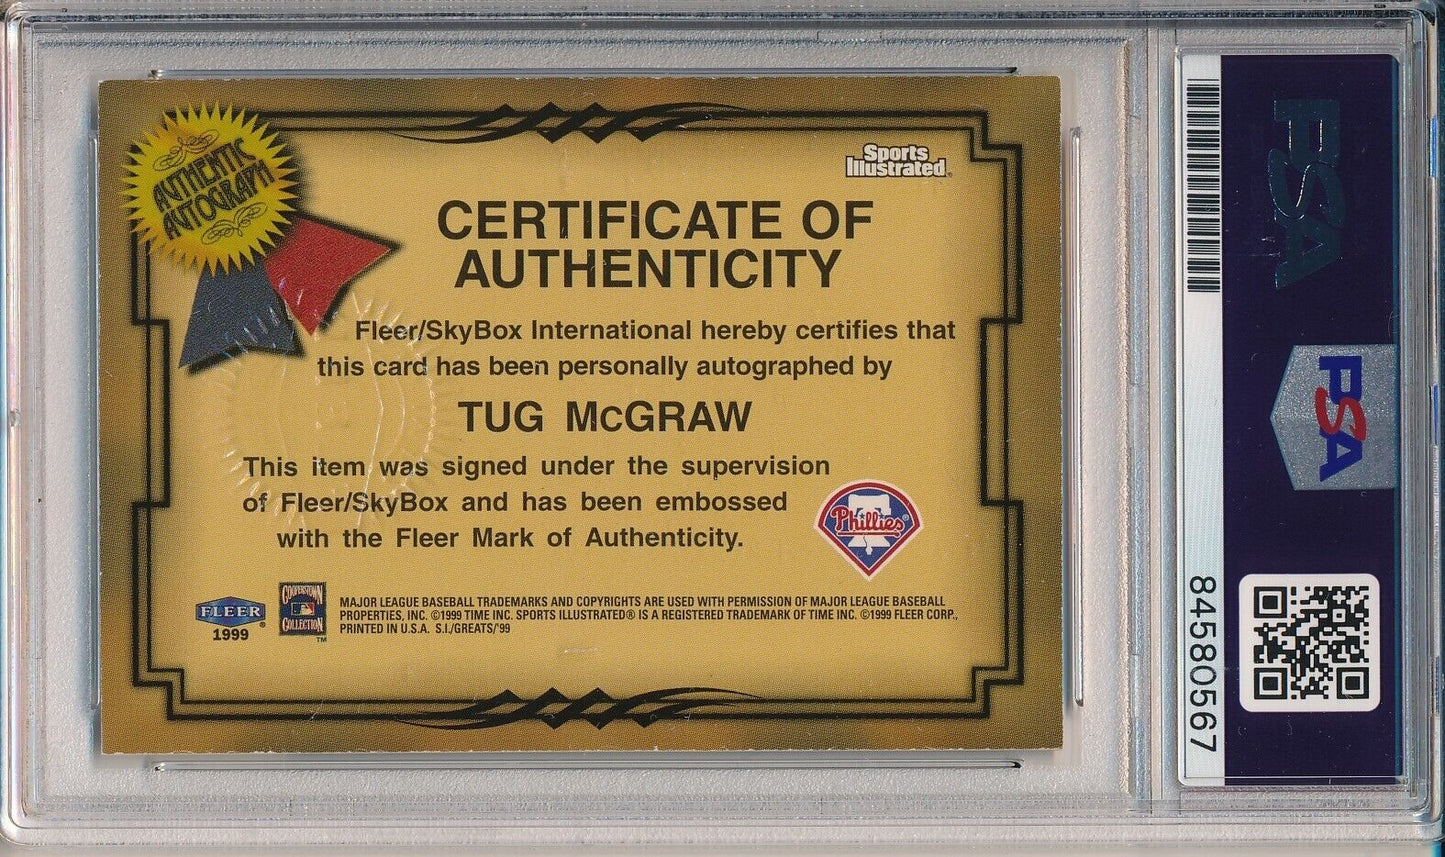 AUTHENTIC
AUTOGRAPH
Sports
Illustrated
CERTIFICATE OF
AUTHENTICITY
Fleer/SkyBox International hereby certifies that
this card has been personally autographed by
TUG McGRAW
This item was signed under the supervision
of Fleer/SkyBox and has been embossed
with the Fleer Mark of Authenticity.
Phillies®
FLEER®
1999
COOPERSTOWN
COLLECTION
TM
MAJOR LEAGUE BASEBALL TRADEMARKS AND COPYRIGHTS ARE USED WITH PERMISSION OF MAJOR LEAGUE BASEBALL
PROPERTIES, INC. ©1999 TIME INC. SPORTS ILLUSTRATED® IS A REGISTERED TRADEMARK OF TIME INC. ©1999 FLEER CORP.,
PRINTED IN U.S.A. S.I./GREATS/'99
PSA
PSA
84580567